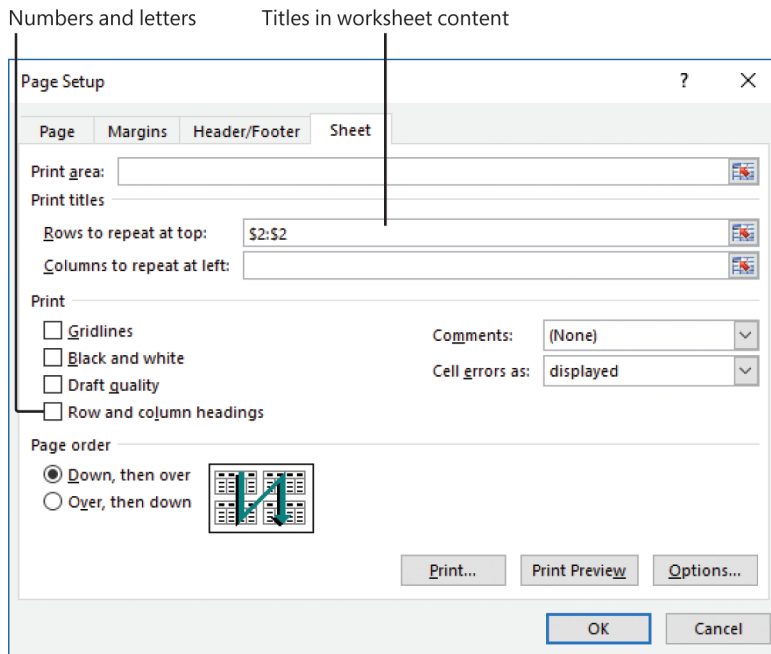 Numbers and letters Titles in worksheet content
Page Setup ?
Page Margins Header/Footer Sheet
Print area:
Print titles
Rows to repeat at top: $2:$2
Columns to repeat at left:
Print
Gridlines
Comments: (None)
Black and white
Cell errors as: displayed
Draft quality
Row and column headings
Page order
Down, then over
Over, then down
Print... Print Preview Options...
OK Cancel